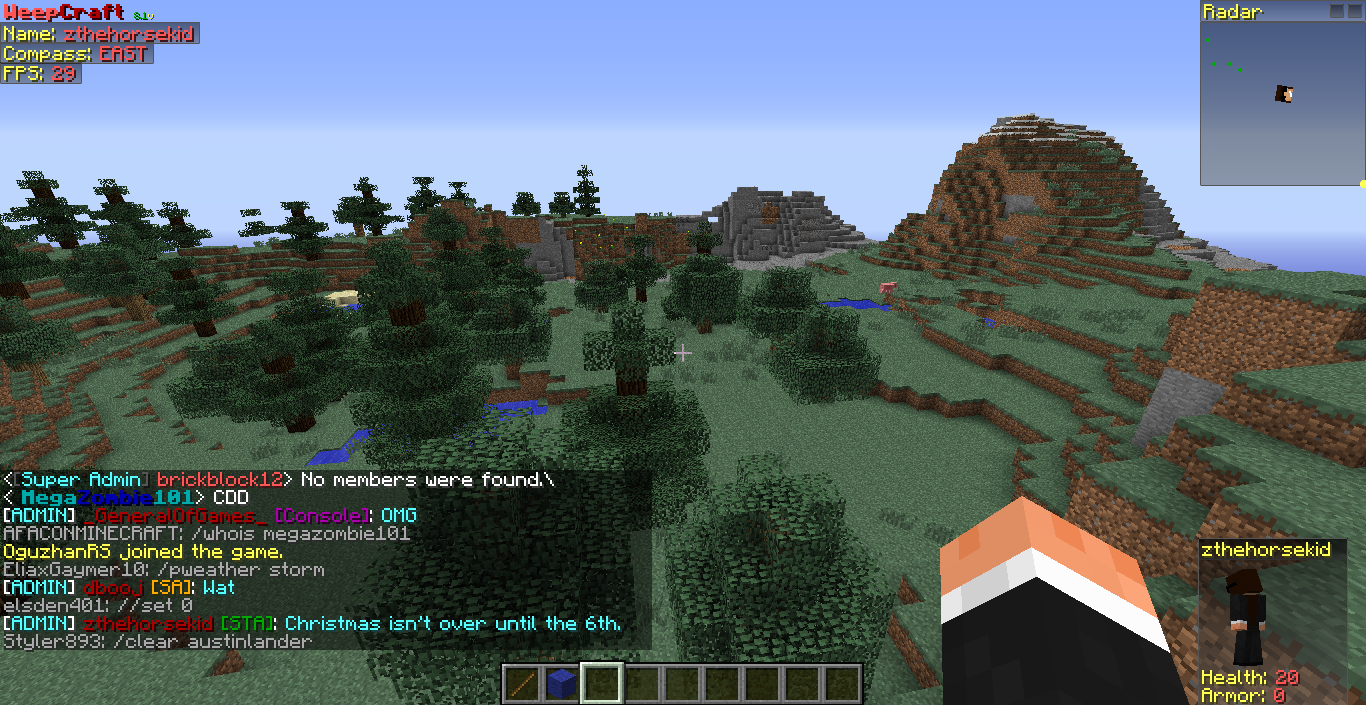 WeepCraft 8.1v
Name: zthehorsekid
Compass: EAST
FPS: 29
Radar
<[Super Admin] brickblock12> No members were found.\
< MegaZombie101> CDD
[ADMIN] _GeneralOfGames_ [Console]: OMG
AFACONMINECRAFT: /whois megazombie101
OguzhanRS joined the game.
EliaxGaymer10: /pweather storm
[ADMIN] dbooj [SA]: Wat
elsden401: //set 0
[ADMIN] zthehorsekid [STA]: Christmas isn't over until the 6th.
Styler893: /clear austinlander
zthehorsekid
Health: 20
Armor: 0